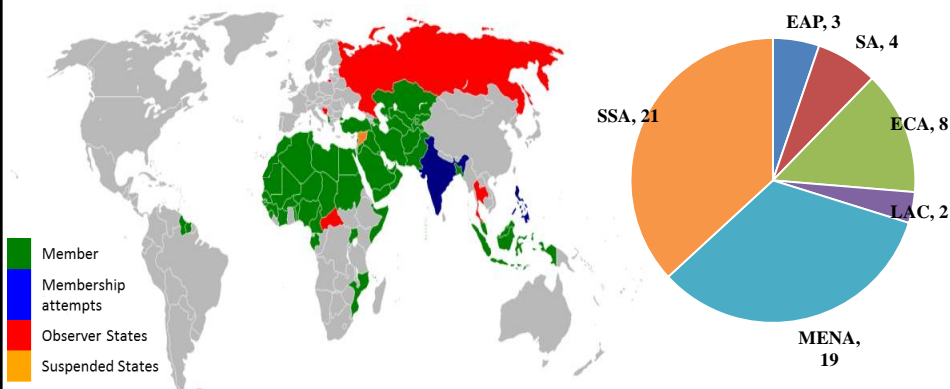 Member
Membership
attempts
Observer States
Suspended States
EAP, 3
SA, 4
ECA, 8
LAC, 2
MENA,
19
SSA, 21